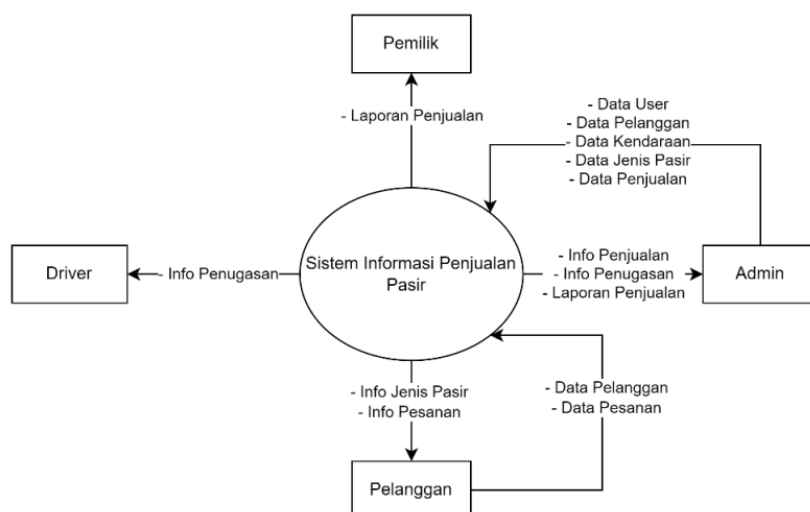 Pemilik
- Laporan Penjualan
- Data User
- Data Pelanggan
- Data Kendaraan
- Data Jenis Pasir
- Data Penjualan
Driver
- Info Penugasan
Sistem Informasi Penjualan
Pasir
- Info Penjualan
- Info Penugasan
- Laporan Penjualan
Admin
- Info Jenis Pasir
- Info Pesanan
- Data Pelanggan
- Data Pesanan
Pelanggan